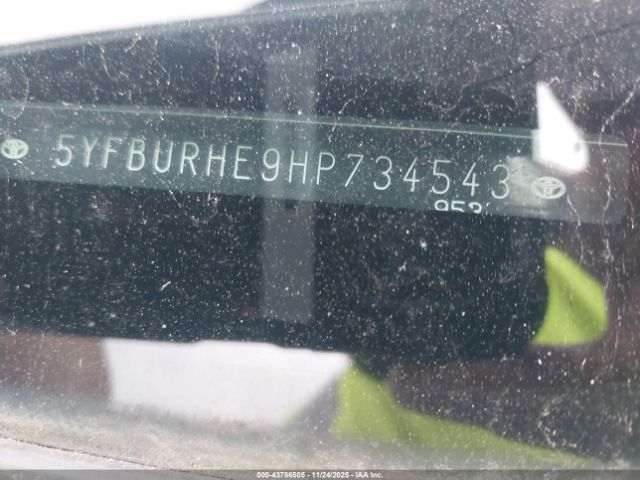 5YFBURHE9HP734543
000-43786505 - 11/24/2025 - IAA Inc.